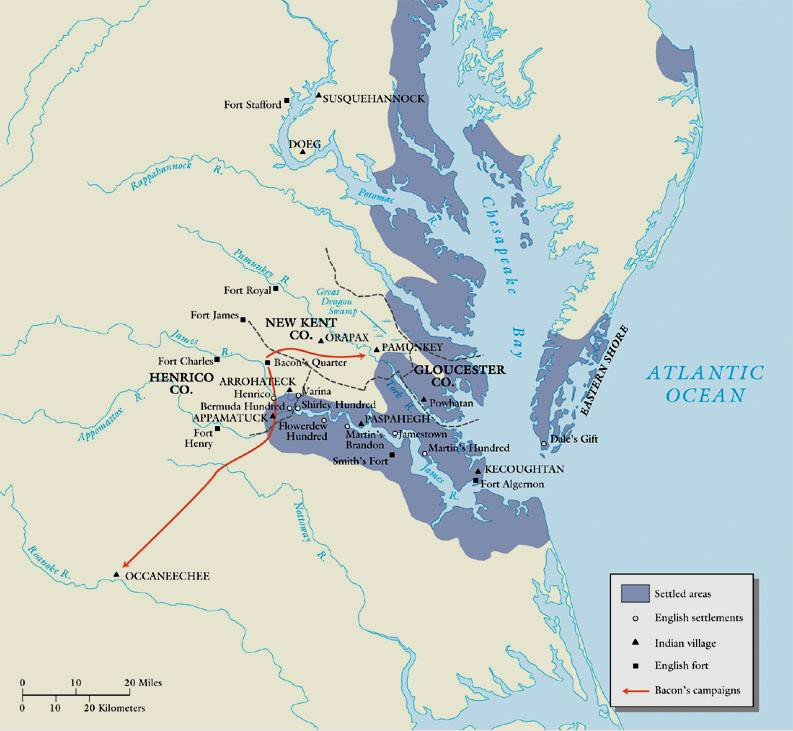 Fort Stafford
SUSQUEHANNOCK
DOEG
Rappahannock R.
Potomac R.
Chesapeake Bay
Pamunkey R.
Fort Royal
Great
Dragon
Swamp
Fort James
NEW KENT
CO.
ORAPAX
PAMUNKEY
James R.
Fort Charles
Bacon's Quarter
HENRICO
CO.
GLOUCESTER
CO.
EASTERN SHORE
ATLANTIC
OCEAN
ARROHATECK
Henrico
Varina
Bermuda Hundred
Shirley Hundred
York R.
Powhatan
Appomattox R.
APPAMATUCK
Fort
Henry
Flowerdew
Hundred
PASPAHEGH
Martin's
Brandon
Jamestown
Martin's Hundred
Dale's Gift
Smith's Fort
James
R.
KECOUGHTAN
Fort Algernon
Nottoway R.
Roanoke R.
OCCANEECHEE
Settled areas
English settlements
Indian village
English fort
Bacon's campaigns
0 10 20 Miles
0 10 20 Kilometers